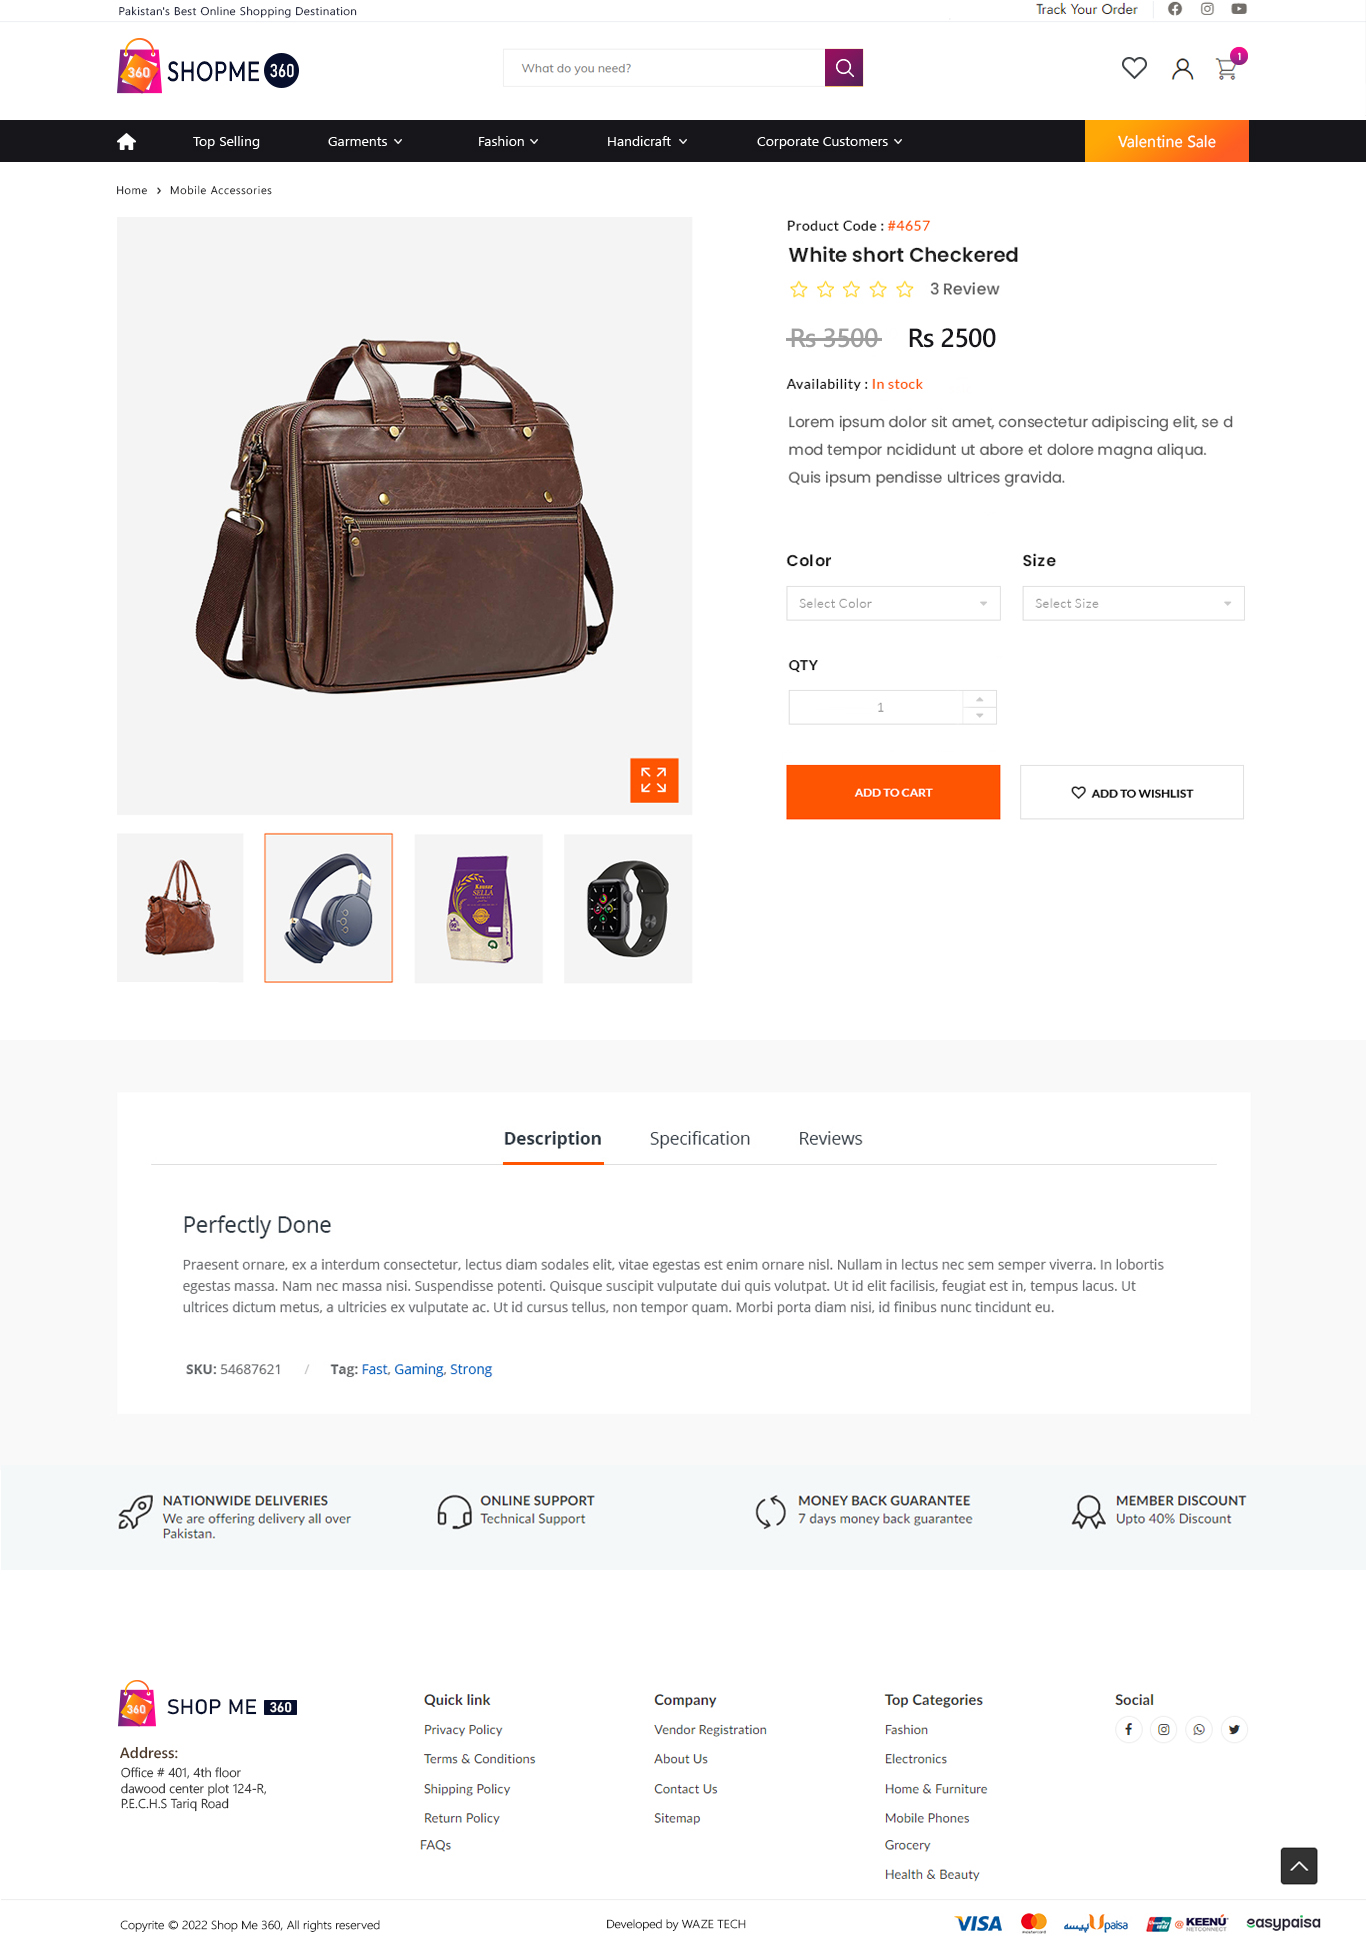 Pakistan's Best Online Shopping Destination
Track Your Order
360 SHOPME 360
What do you need?
1
Top Selling
Garments
Fashion
Handicraft
Corporate Customers
Valentine Sale
Home > Mobile Accessories
Product Code : #4657
White short Checkered
3 Review
Rs 3500 Rs 2500
Availability : In stock
Lorem ipsum dolor sit amet, consectetur adipiscing elit, se d
mod tempor ncididunt ut abore et dolore magna aliqua.
Quis ipsum pendisse ultrices gravida.
Color
Size
Select Color
Select Size
QTY
1
ADD TO CART
ADD TO WISHLIST
Kausar
SELLA
Description
Specification
Reviews
Perfectly Done
Praesent ornare, ex a interdum consectetur, lectus diam sodales elit, vitae egestas est enim ornare nisl. Nullam in lectus nec sem semper viverra. In lobortis
egestas massa. Nam nec massa nisi. Suspendisse potenti. Quisque suscipit vulputate dui quis volutpat. Ut id elit facilisis, feugiat est in, tempus lacus. Ut
ultrices dictum metus, a ultricies ex vulputate ac. Ut id cursus tellus, non tempor quam. Morbi porta diam nisi, id finibus nunc tincidunt eu.
SKU: 54687621 / Tag: Fast, Gaming, Strong
NATIONWIDE DELIVERIES
We are offering delivery all over
Pakistan.
ONLINE SUPPORT
Technical Support
MONEY BACK GUARANTEE
7 days money back guarantee
MEMBER DISCOUNT
Upto 40% Discount
360 SHOP ME 360
Address:
Office # 401, 4th floor
dawood center plot 124-R,
P.E.C.H.S Tariq Road
Quick link
Privacy Policy
Terms & Conditions
Shipping Policy
Return Policy
FAQs
Company
Vendor Registration
About Us
Contact Us
Sitemap
Top Categories
Fashion
Electronics
Home & Furniture
Mobile Phones
Grocery
Health & Beauty
Social
Copyrite © 2022 Shop Me 360, All rights reserved
Developed by WAZE TECH
VISA
mastercard
پیسہ Upaisa
UnionPay
KEENU
NETCONNECT
easypaisa